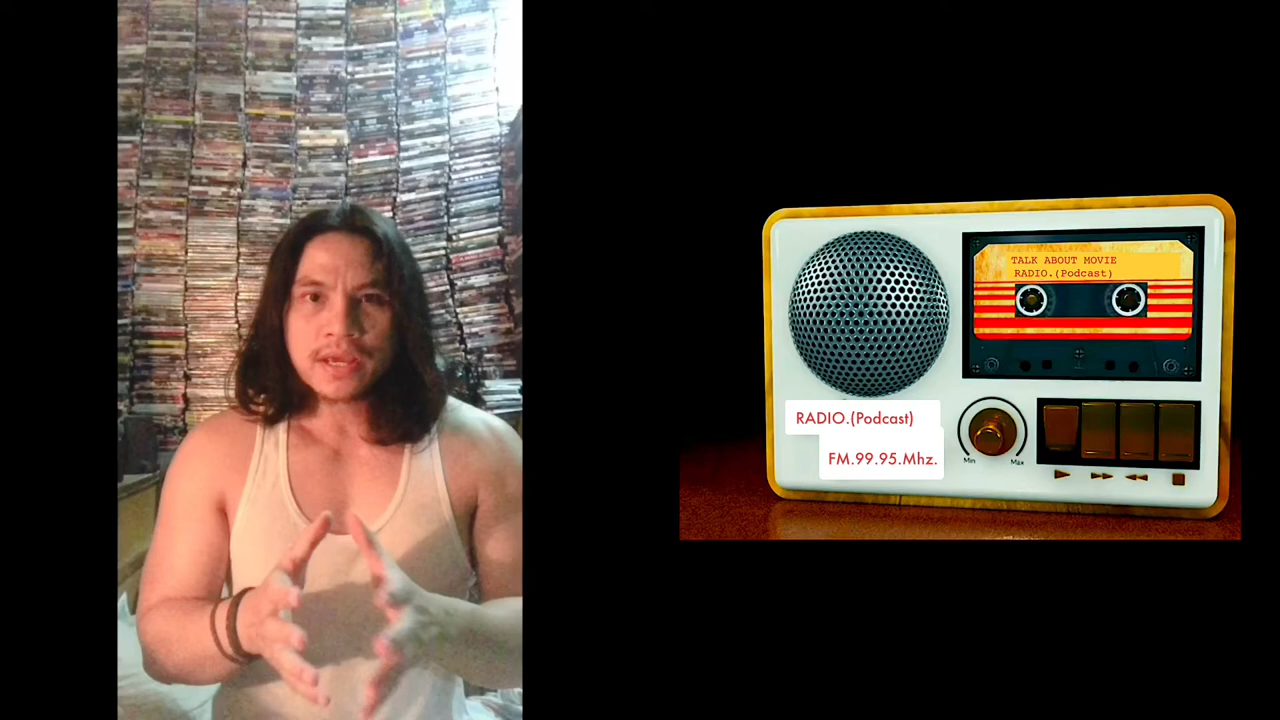 TALK ABOUT MOVIE
RADIO.(Podcast)
RADIO.(Podcast)
FM.99.95.Mhz.
Min
Max